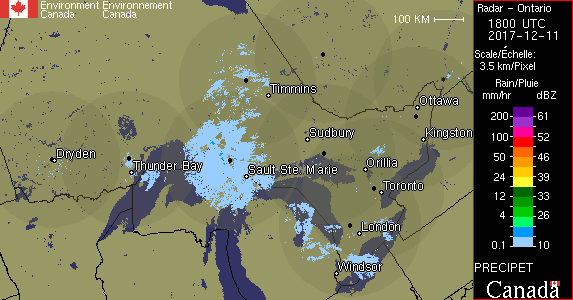 Environment Environnement
Canada Canada
100 KM
Timmins
Ottawa
Sudbury
Kingston
Dryden
Thunder Bay
Sault Ste. Marie
Orillia
Toronto
London
Windsor
Radar - Ontario
1800 UTC
2017-12-11
Scale/Échelle:
3.5 km/Pixel
Rain/Pluie
mm/hr dBZ
200 61
100 52
50 46
24 39
12 33
4 26
0.1 10
PRECIPET
Canada